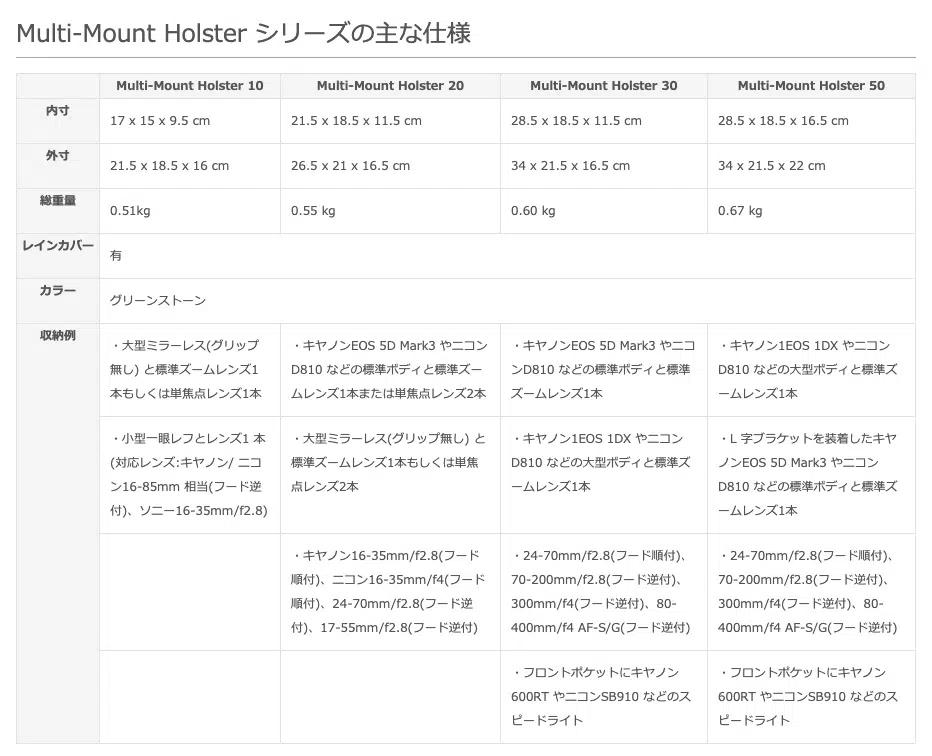 Multi-Mount Holster シリーズの主な仕様
Multi-Mount Holster 10
Multi-Mount Holster 20
Multi-Mount Holster 30
Multi-Mount Holster 50
内寸
17 x 15 x 9.5 cm
21.5 x 18.5 x 11.5 cm
28.5 x 18.5 x 11.5 cm
28.5 x 18.5 x 16.5 cm
外寸
21.5 x 18.5 x 16 cm
26.5 x 21 x 16.5 cm
34 x 21.5 x 16.5 cm
34 x 21.5 x 22 cm
総重量
0.51kg
0.55 kg
0.60 kg
0.67 kg
レインカバー
有
カラー
グリーンストーン
収納例
・大型ミラーレス(グリップ
無し) と標準ズームレンズ1
本もしくは単焦点レンズ1本
・キヤノンEOS 5D Mark3 やニコン
D810 などの標準ボディと標準ズー
ムレンズ1本または単焦点レンズ2本
・キヤノンEOS 5D Mark3 やニコ
ンD810 などの標準ボディと標準
ズームレンズ1本
・キヤノン1EOS 1DX やニコン
D810 などの大型ボディと標準ズ
ームレンズ1本
・小型一眼レフとレンズ1 本
(対応レンズ:キヤノン/ ニコ
ン16-85mm 相当(フード逆
付)、ソニー16-35mm/f2.8)
・大型ミラーレス(グリップ無し) と
標準ズームレンズ1本もしくは単焦
点レンズ2本
・キヤノン1EOS 1DX やニコン
D810 などの大型ボディと標準ズ
ームレンズ1本
・L 字ブラケットを装着したキヤ
ノンEOS 5D Mark3 やニコン
D810 などの標準ボディと標準ズ
ームレンズ1本
・キヤノン16-35mm/f2.8(フード
順付)、ニコン16-35mm/f4(フード
順付)、24-70mm/f2.8(フード逆
付)、17-55mm/f2.8(フード逆付)
・24-70mm/f2.8(フード順付)、
70-200mm/f2.8(フード逆付)、
300mm/f4(フード逆付)、80-
400mm/f4 AF-S/G(フード逆付)
・24-70mm/f2.8(フード順付)、
70-200mm/f2.8(フード逆付)、
300mm/f4(フード逆付)、80-
400mm/f4 AF-S/G(フード逆付)
・フロントポケットにキヤノン
600RT やニコンSB910 などのス
ピードライト
・フロントポケットにキヤノン
600RT やニコンSB910 などのス
ピードライト